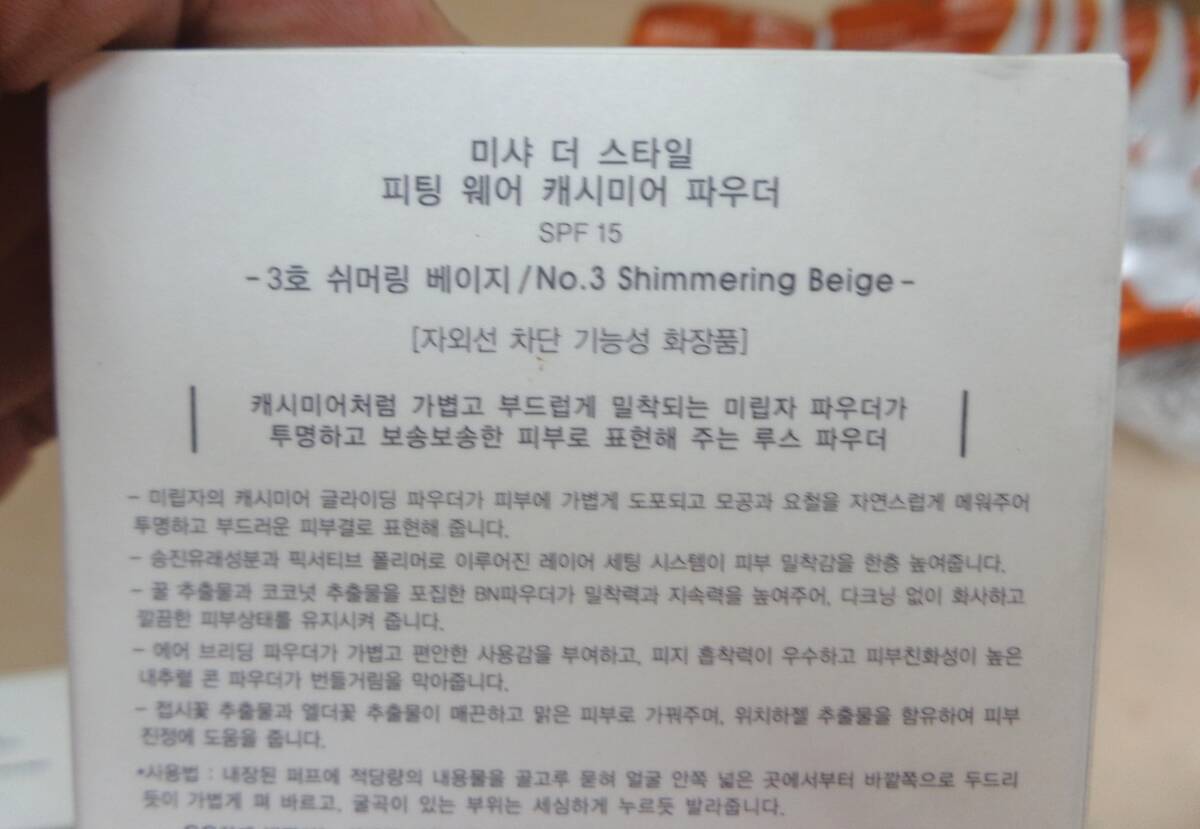 미샤 더 스타일
피팅 웨어 캐시미어 파우더
SPF 15
-3호 쉬머링 베이지/No.3 Shimmering Beige-
[자외선 차단 기능성 화장품]
캐시미어처럼 가볍고 부드럽게 밀착되는 미립자 파우더가
투명하고 보송보송한 피부로 표현해 주는 루스 파우더
- 미립자의 캐시미어 글라이딩 파우더가 피부에 가볍게 도포되고 모공과 요철을 자연스럽게 메워주어
투명하고 부드러운 피부결로 표현해 줍니다.
- 송진유래성분과 픽서티브 폴리머로 이루어진 레이어 세팅 시스템이 피부 밀착감을 한층 높여줍니다.
- 꿀 추출물과 코코넛 추출물을 포집한 BN파우더가 밀착력과 지속력을 높여주어, 다크닝 없이 화사하고
깔끔한 피부상태를 유지시켜 줍니다.
- 에어 브리딩 파우더가 가볍고 편안한 사용감을 부여하고, 피지 흡착력이 우수하고 피부친화성이 높은
내추럴 콘 파우더가 번들거림을 막아줍니다.
- 접시꽃 추출물과 엘더꽃 추출물이 매끈하고 맑은 피부로 가꿔주며, 위치하젤 추출물을 함유하여 피부
진정에 도움을 줍니다.
•사용법 : 내장된 퍼프에 적당량의 내용물을 골고루 묻혀 얼굴 안쪽 넓은 곳에서부터 바깥쪽으로 두드리
듯이 가볍게 펴 바르고, 굴곡이 있는 부위는 세심하게 누르듯 발라줍니다.